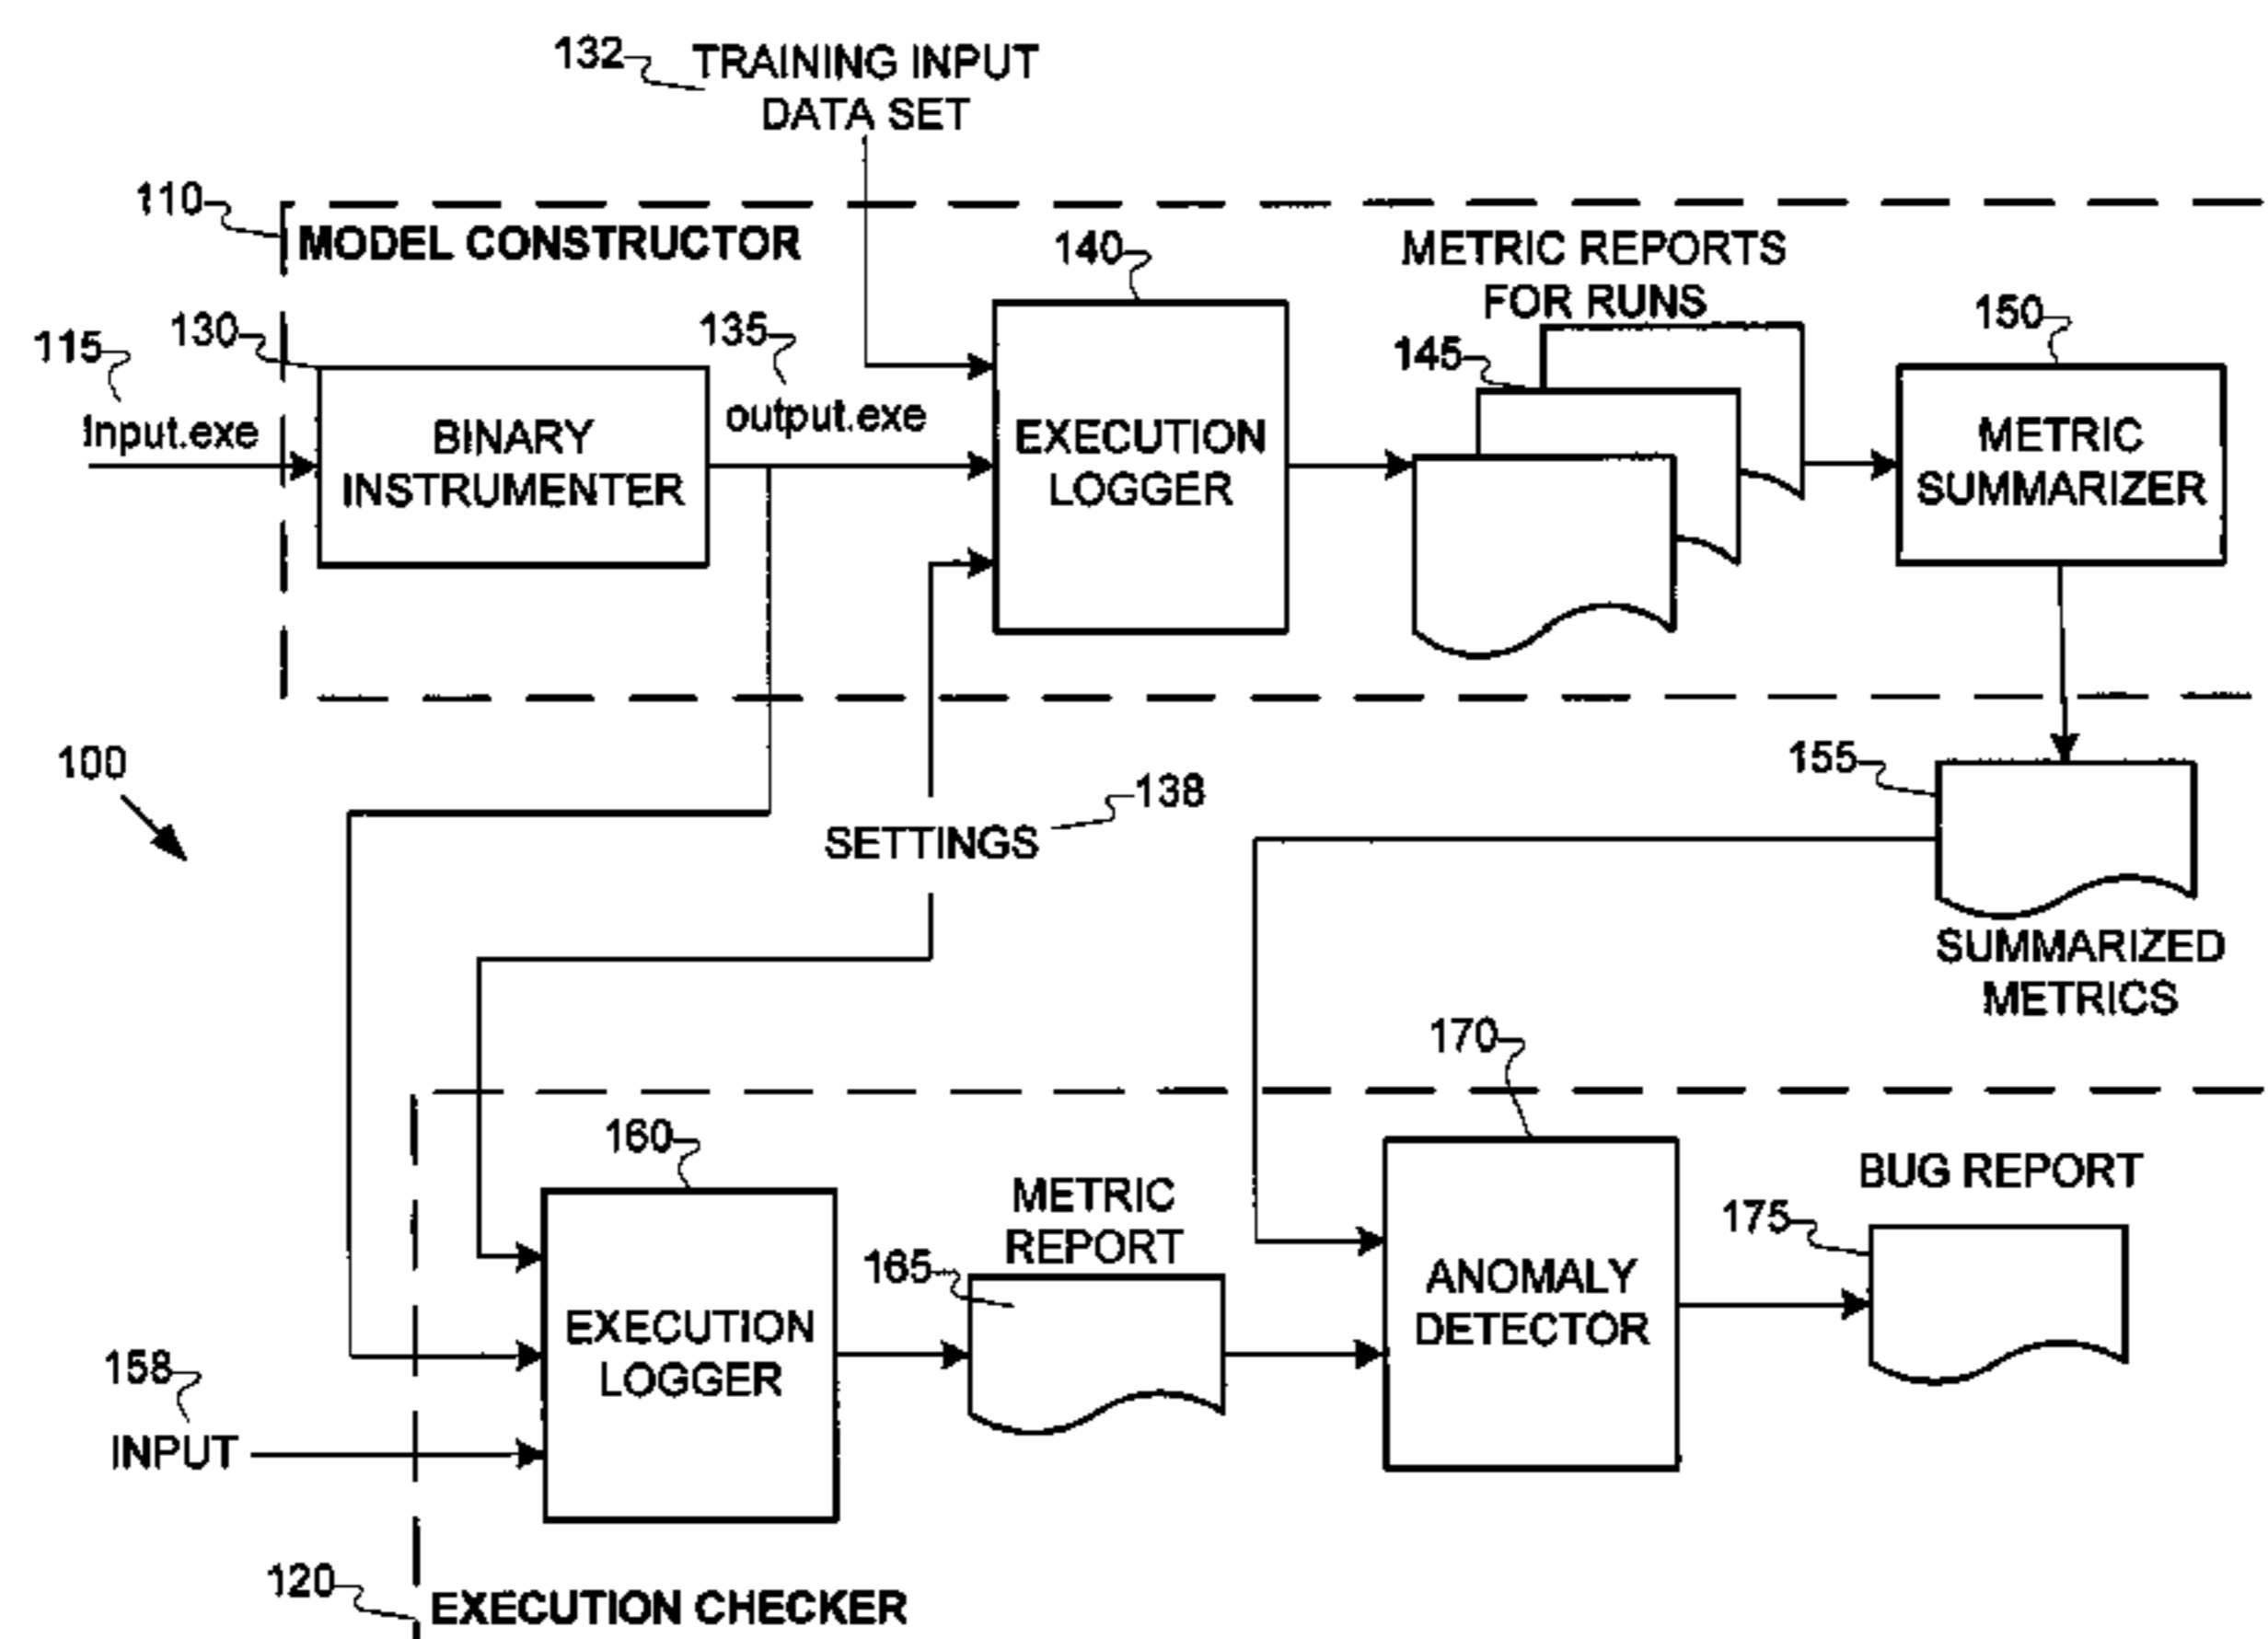 132 TRAINING INPUT
DATA SET
110
MODEL CONSTRUCTOR
140
METRIC REPORTS
FOR RUNS
115
130
135
145
150
Input.exe
output.exe
BINARY
INSTRUMENTER
EXECUTION
LOGGER
METRIC
SUMMARIZER
100
138
SETTINGS
155
SUMMARIZED
METRICS
170
160
METRIC
REPORT
165
BUG REPORT
175
ANOMALY
DETECTOR
EXECUTION
LOGGER
158
INPUT
120
EXECUTION CHECKER